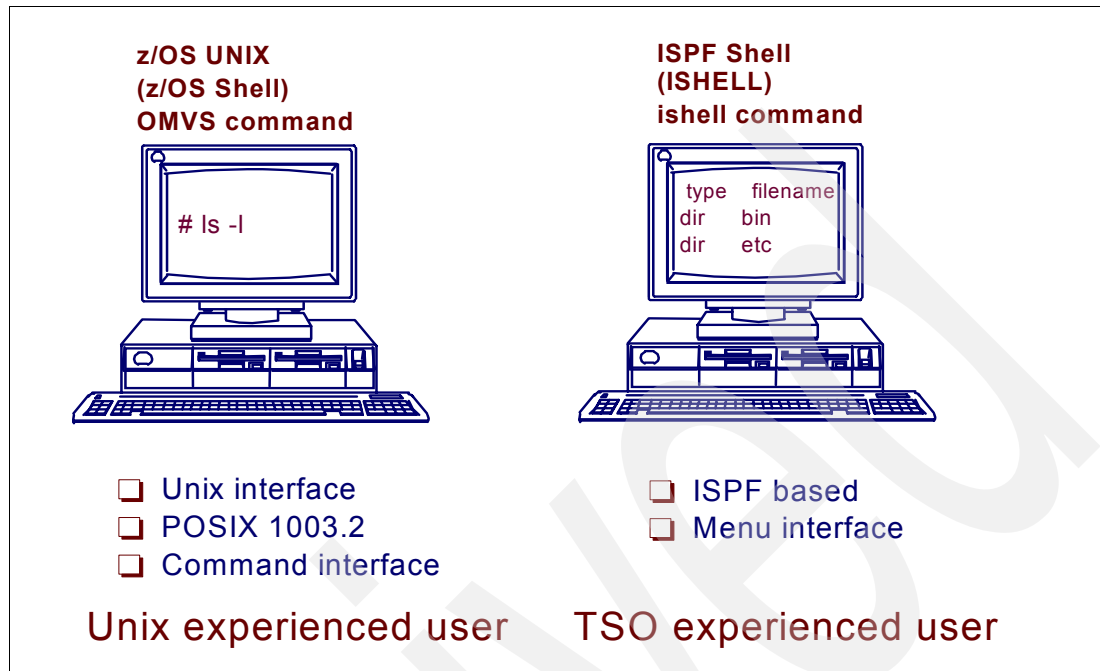 z/OS UNIX
(z/OS Shell)
OMVS command
# ls -l
Unix interface
POSIX 1003.2
Command interface
Unix experienced user
ISPF Shell
(ISHELL)
ishell command
type filename
dir bin
dir etc
ISPF based
Menu interface
TSO experienced user